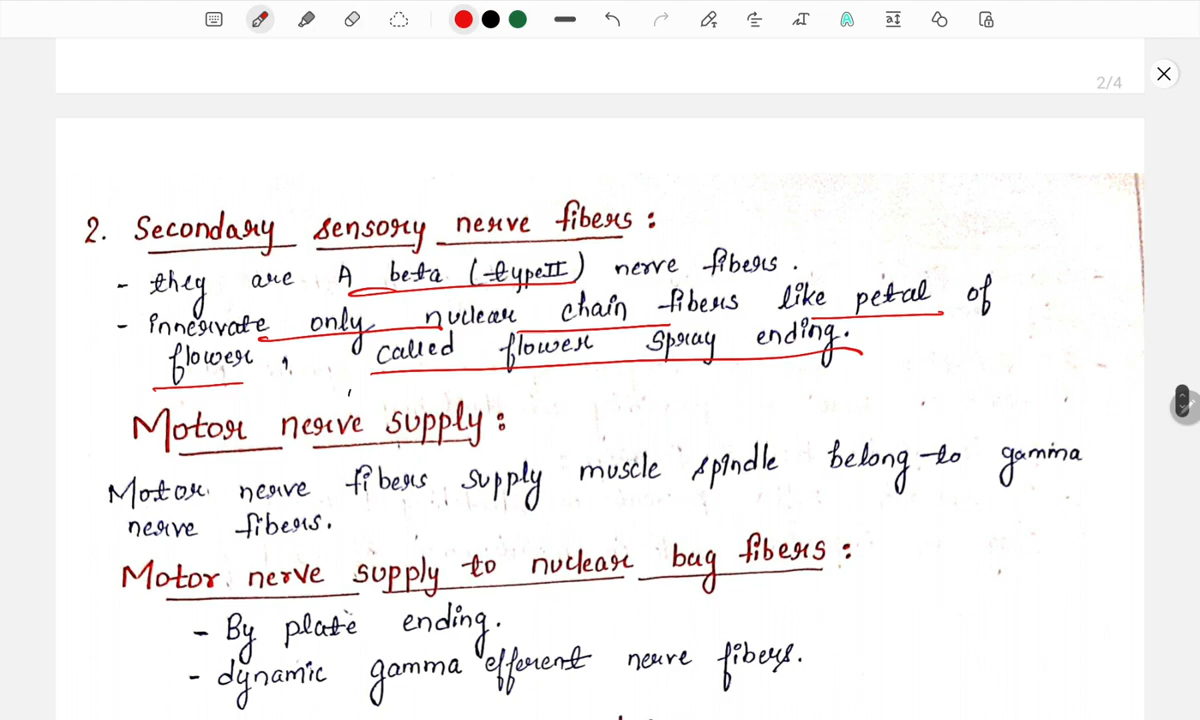 2/4
2. Secondary sensory nerve fibers :
- they are A beta (type II) nerve fibers .
- innervate only nuclear chain fibers like petal of
flower , called flower spray ending.
Motor nerve supply :
Motor nerve fibers supply muscle spindle belong to gamma
nerve fibers.
Motor nerve supply to nuclear bag fibers :
- By plate ending.
- dynamic gamma efferent nerve fibers.